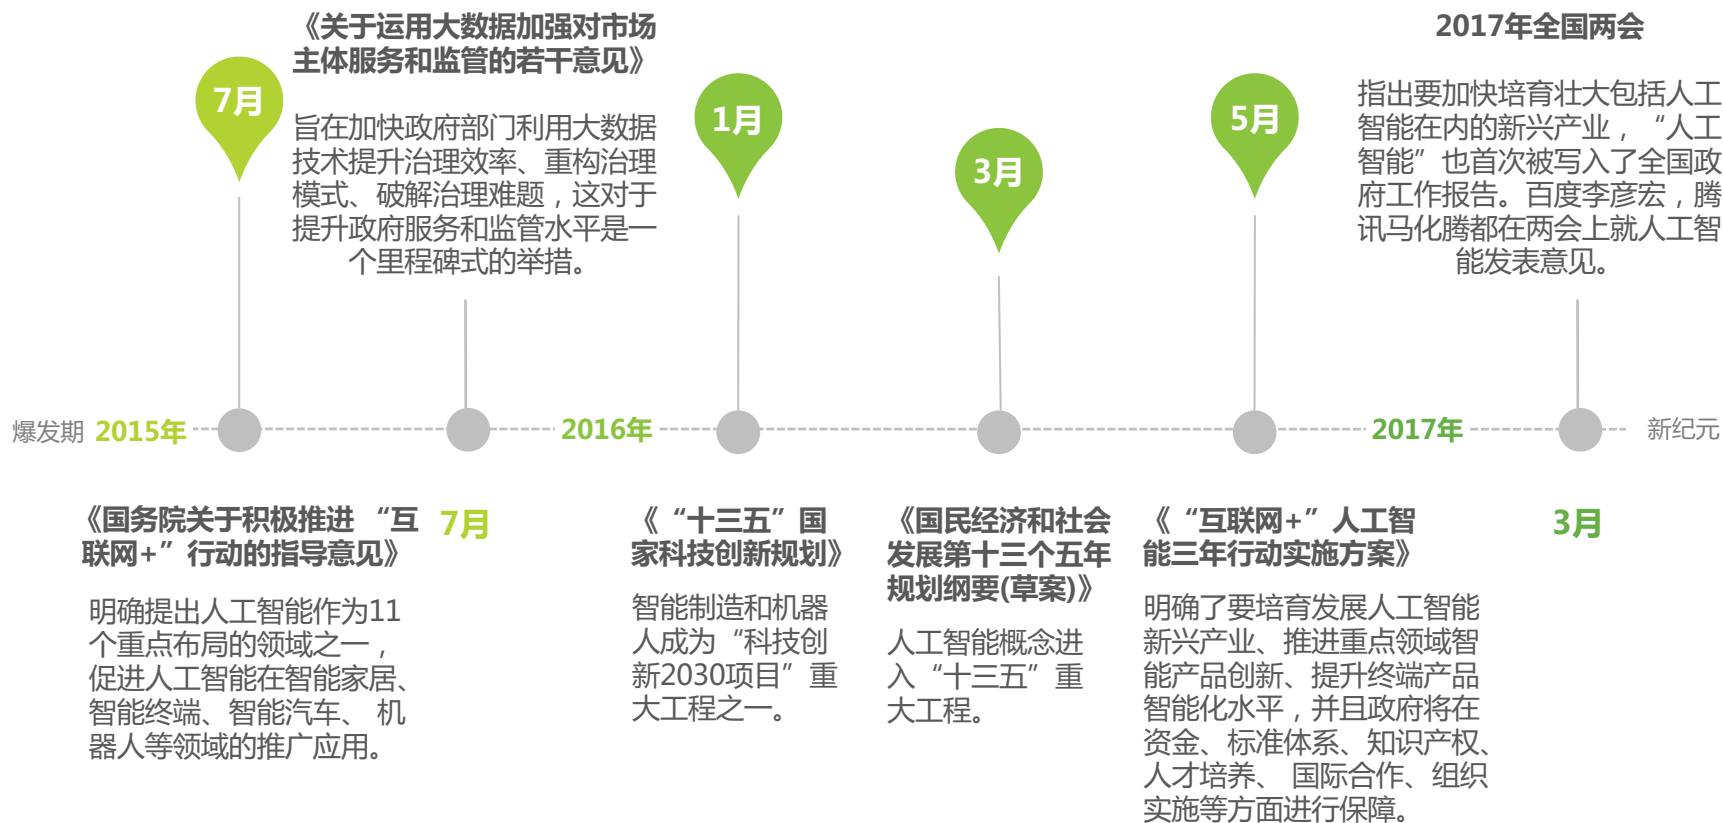 《关于运用大数据加强对市场
主体服务和监管的若干意见》
旨在加快政府部门利用大数据
技术提升治理效率、重构治理
模式、破解治理难题，这对于
提升政府服务和监管水平是一
个里程碑式的举措。
2017年全国两会
指出要加快培育壮大包括人工
智能在内的新兴产业，“人工
智能”也首次被写入了全国政
府工作报告。百度李彦宏，腾
讯马化腾都在两会上就人工智
能发表意见。
7月
1月
3月
5月
爆发期
2015年
2016年
2017年
新纪元
《国务院关于积极推进 “互
联网+”行动的指导意见》
明确提出人工智能作为11
个重点布局的领域之一，
促进人工智能在智能家居、
智能终端、智能汽车、 机
器人等领域的推广应用。
7月
《“十三五”国
家科技创新规划》
智能制造和机器
人成为“科技创
新2030项目”重
大工程之一。
《国民经济和社会
发展第十三个五年
规划纲要(草案)》
人工智能概念进
入“十三五”重
大工程。
《“互联网+”人工智
能三年行动实施方案》
明确了要培育发展人工智能
新兴产业、推进重点领域智
能产品创新、提升终端产品
智能化水平，并且政府将在
资金、标准体系、知识产权、
人才培养、 国际合作、组织
实施等方面进行保障。
3月